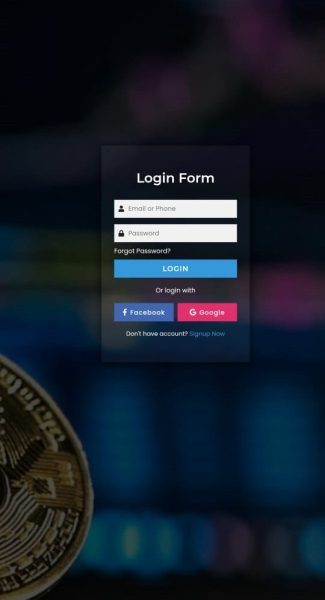 Login Form
Email or Phone
Password
Forgot Password?
LOGIN
Or login with
Facebook
G Google
Don't have account? Signup Now